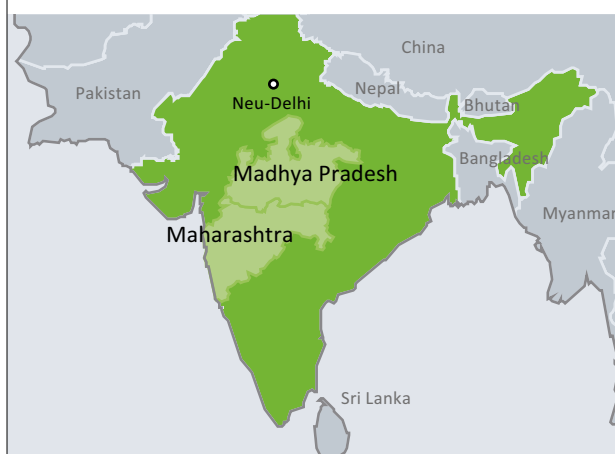 China
Pakistan
Nepal
Neu-Delhi
Bhutan
Bangladesh
Madhya Pradesh
Myanmar
Maharashtra
Sri Lanka